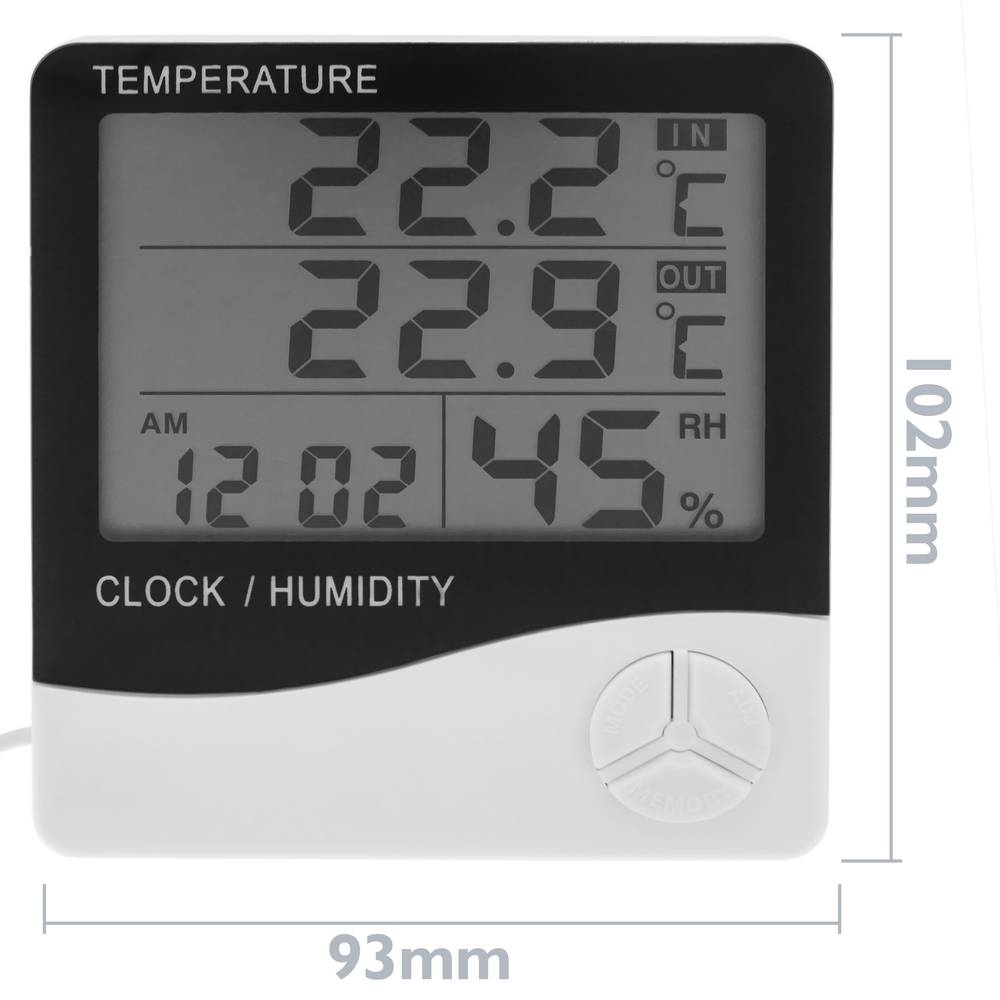 TEMPERATURE
22.2 IN °C
22.9 OUT °C
AM 12 02 45 RH %
CLOCK / HUMIDITY
MODE ADJ
MEMORY
102mm
93mm